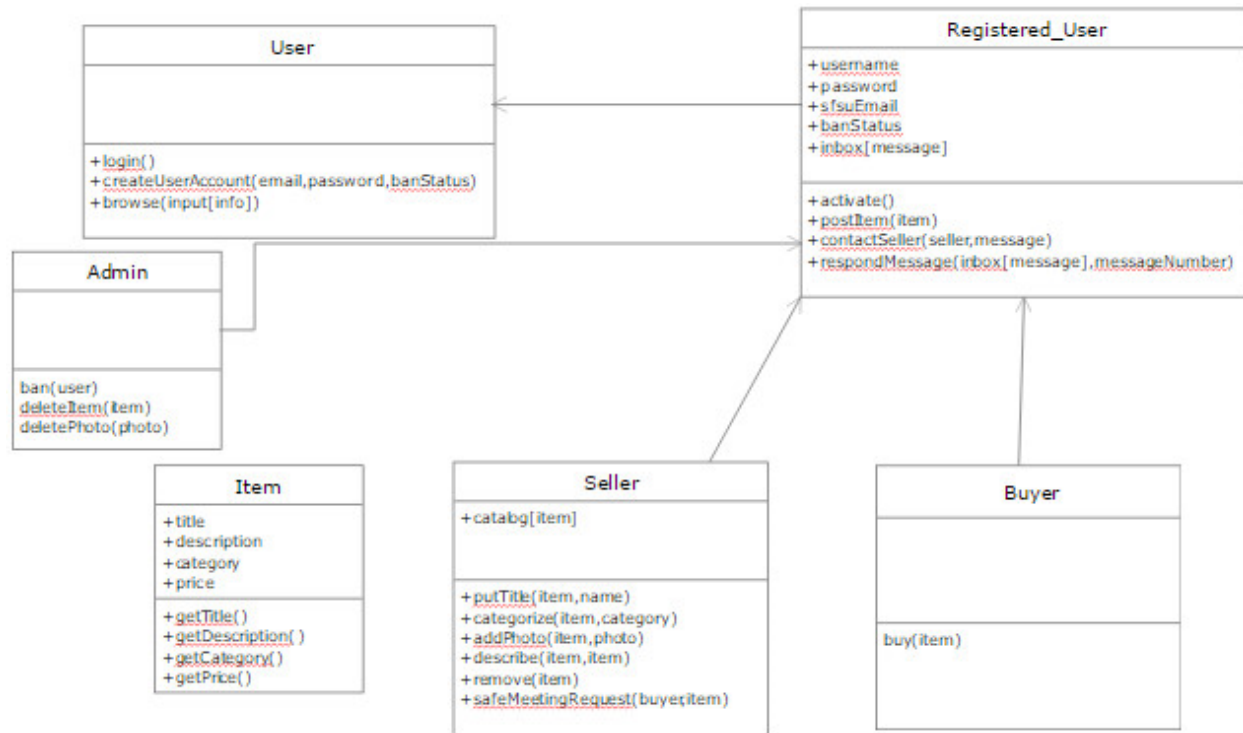 User
+login()
+createUserAccount(email,password,banStatus)
+browse(input[info])
Registered_User
+username
+password
+sfsuEmail
+banStatus
+inbox[message]
+activate()
+postItem(item)
+contactSeller(seller,message)
+respondMessage(inbox[message],messageNumber)
Admin
ban(user)
deleteItem(item)
deletePhoto(photo)
Item
+title
+description
+category
+price
+getTitle()
+getDescription( )
+getCategory()
+getPrice()
Seller
+catalog[item]
+putTitle(item,name)
+categorize(item,category)
+addPhoto(item,photo)
+describe(item,item)
+remove(item)
+safeMeetingRequest(buyer,item)
Buyer
buy(item)